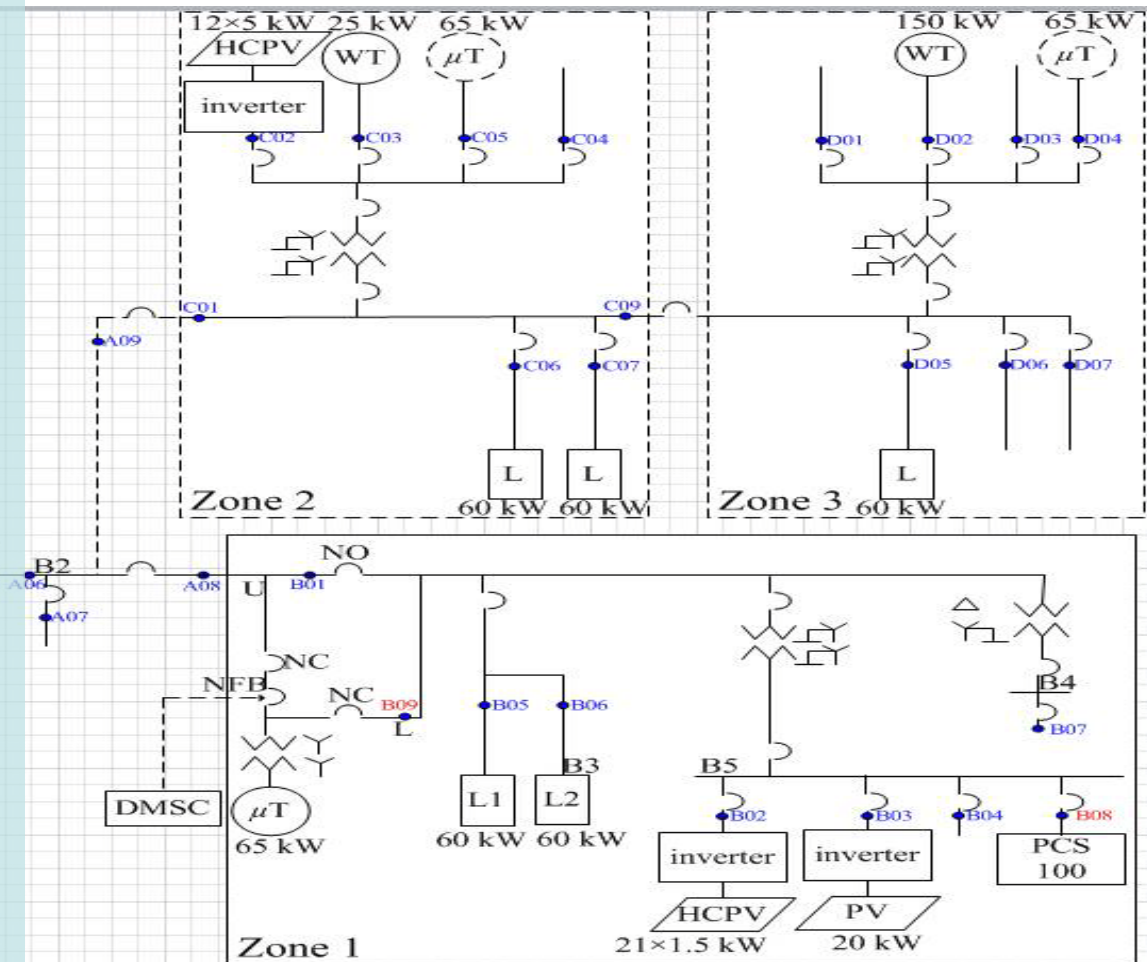 12×5 kW 25 kW 65 kW
HCPV WT μT
inverter
C02 C03 C05 C04
C01 C09
A09
C06 C07
L L
Zone 2 60 kW 60 kW
150 kW 65 kW
WT μT
D01 D02 D03 D04
D05 D06 D07
L
Zone 3 60 kW
B2
A06 A08 U B01 NO
A07
NC
NFB NC B09
L
DMSC μT
65 kW
B05 B06
B3
L1 L2
60 kW 60 kW
B4
B07
B5
B02 B03 B04 B08
inverter inverter PCS
100
HCPV PV
21×1.5 kW 20 kW
Zone 1